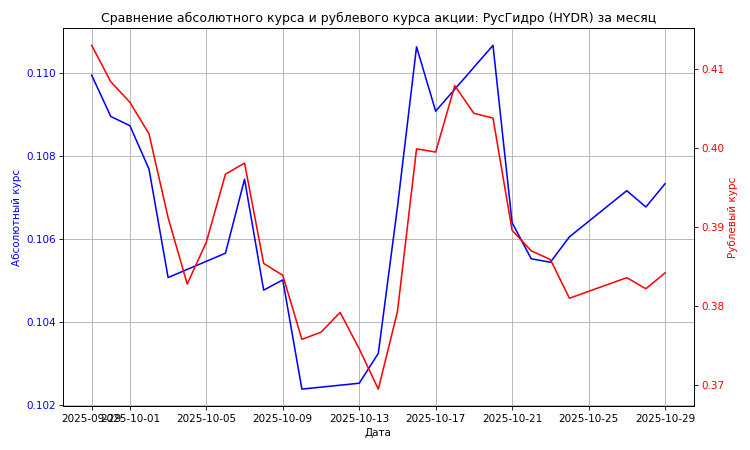 Сравнение абсолютного курса и рублевого курса акции: РусГидро (HYDR) за месяц
0.110
0.108
0.106
0.104
0.102
Абсолютный курс
0.41
0.40
0.39
0.38
0.37
Рублевый курс
2025-09-29 2025-10-01 2025-10-05 2025-10-09 2025-10-13 2025-10-17 2025-10-21 2025-10-25 2025-10-29
Дата